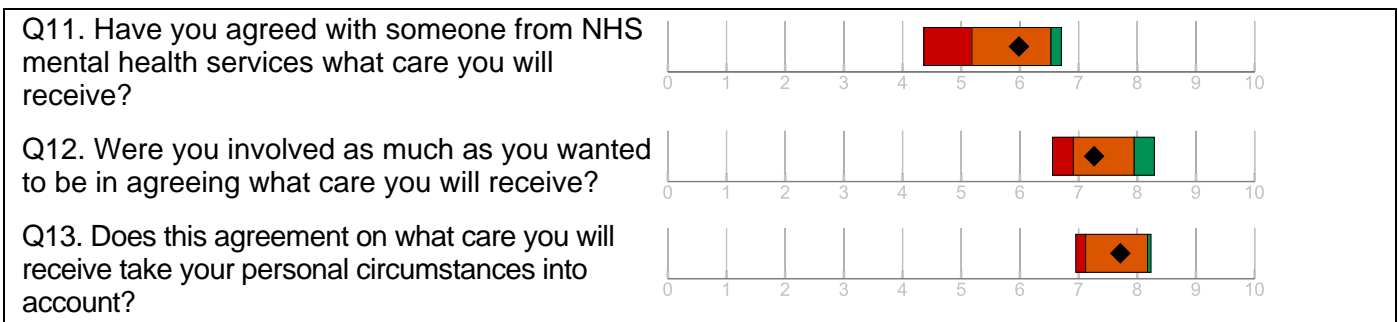 Q11. Have you agreed with someone from NHS
mental health services what care you will
receive?
0 1 2 3 4 5 6 7 8 9 10
Q12. Were you involved as much as you wanted
to be in agreeing what care you will receive?
0 1 2 3 4 5 6 7 8 9 10
Q13. Does this agreement on what care you will
receive take your personal circumstances into
account?
0 1 2 3 4 5 6 7 8 9 10